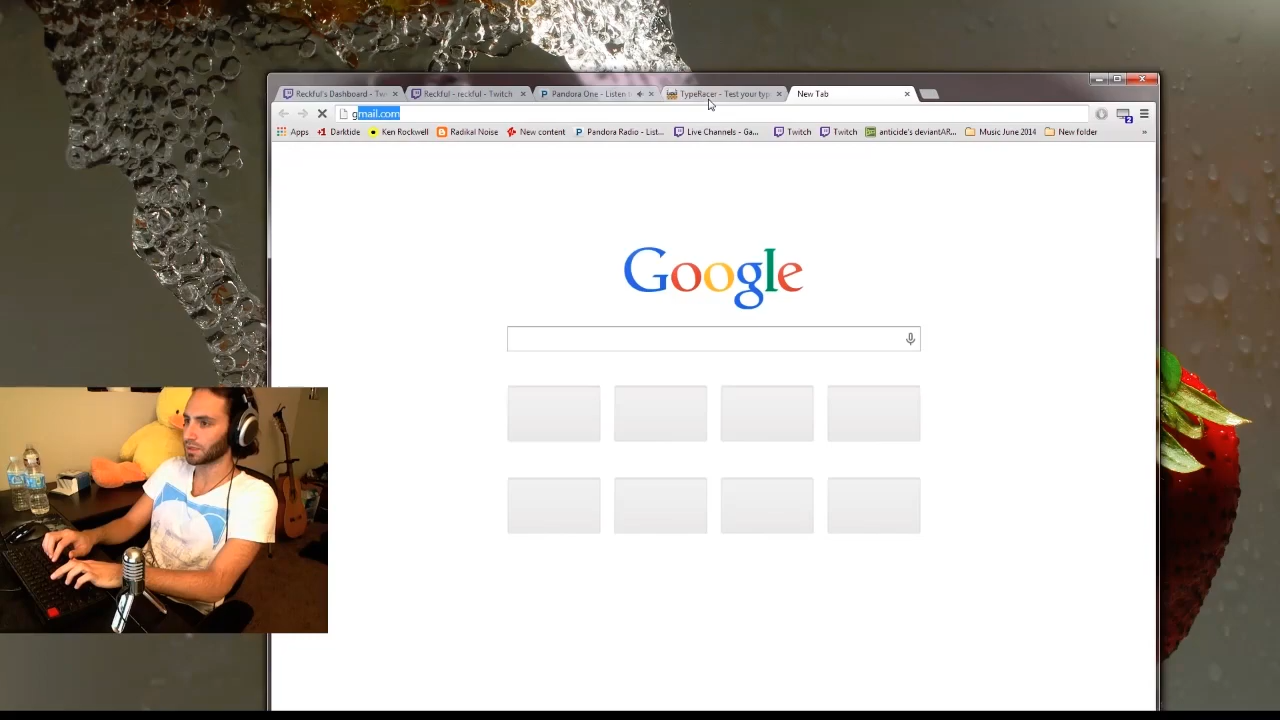 Reckful's Dashboard - Tw
Reckful - reckful - Twitch
Pandora One - Listen t
TypeRacer - Test your typ
New Tab
gmail.com
Apps
+1 Darktide
Ken Rockwell
Radikal Noise
New content
Pandora Radio - List...
Live Channels - Ga...
Twitch
Twitch
anticide's deviantAR...
Music June 2014
New folder
»
2
Google